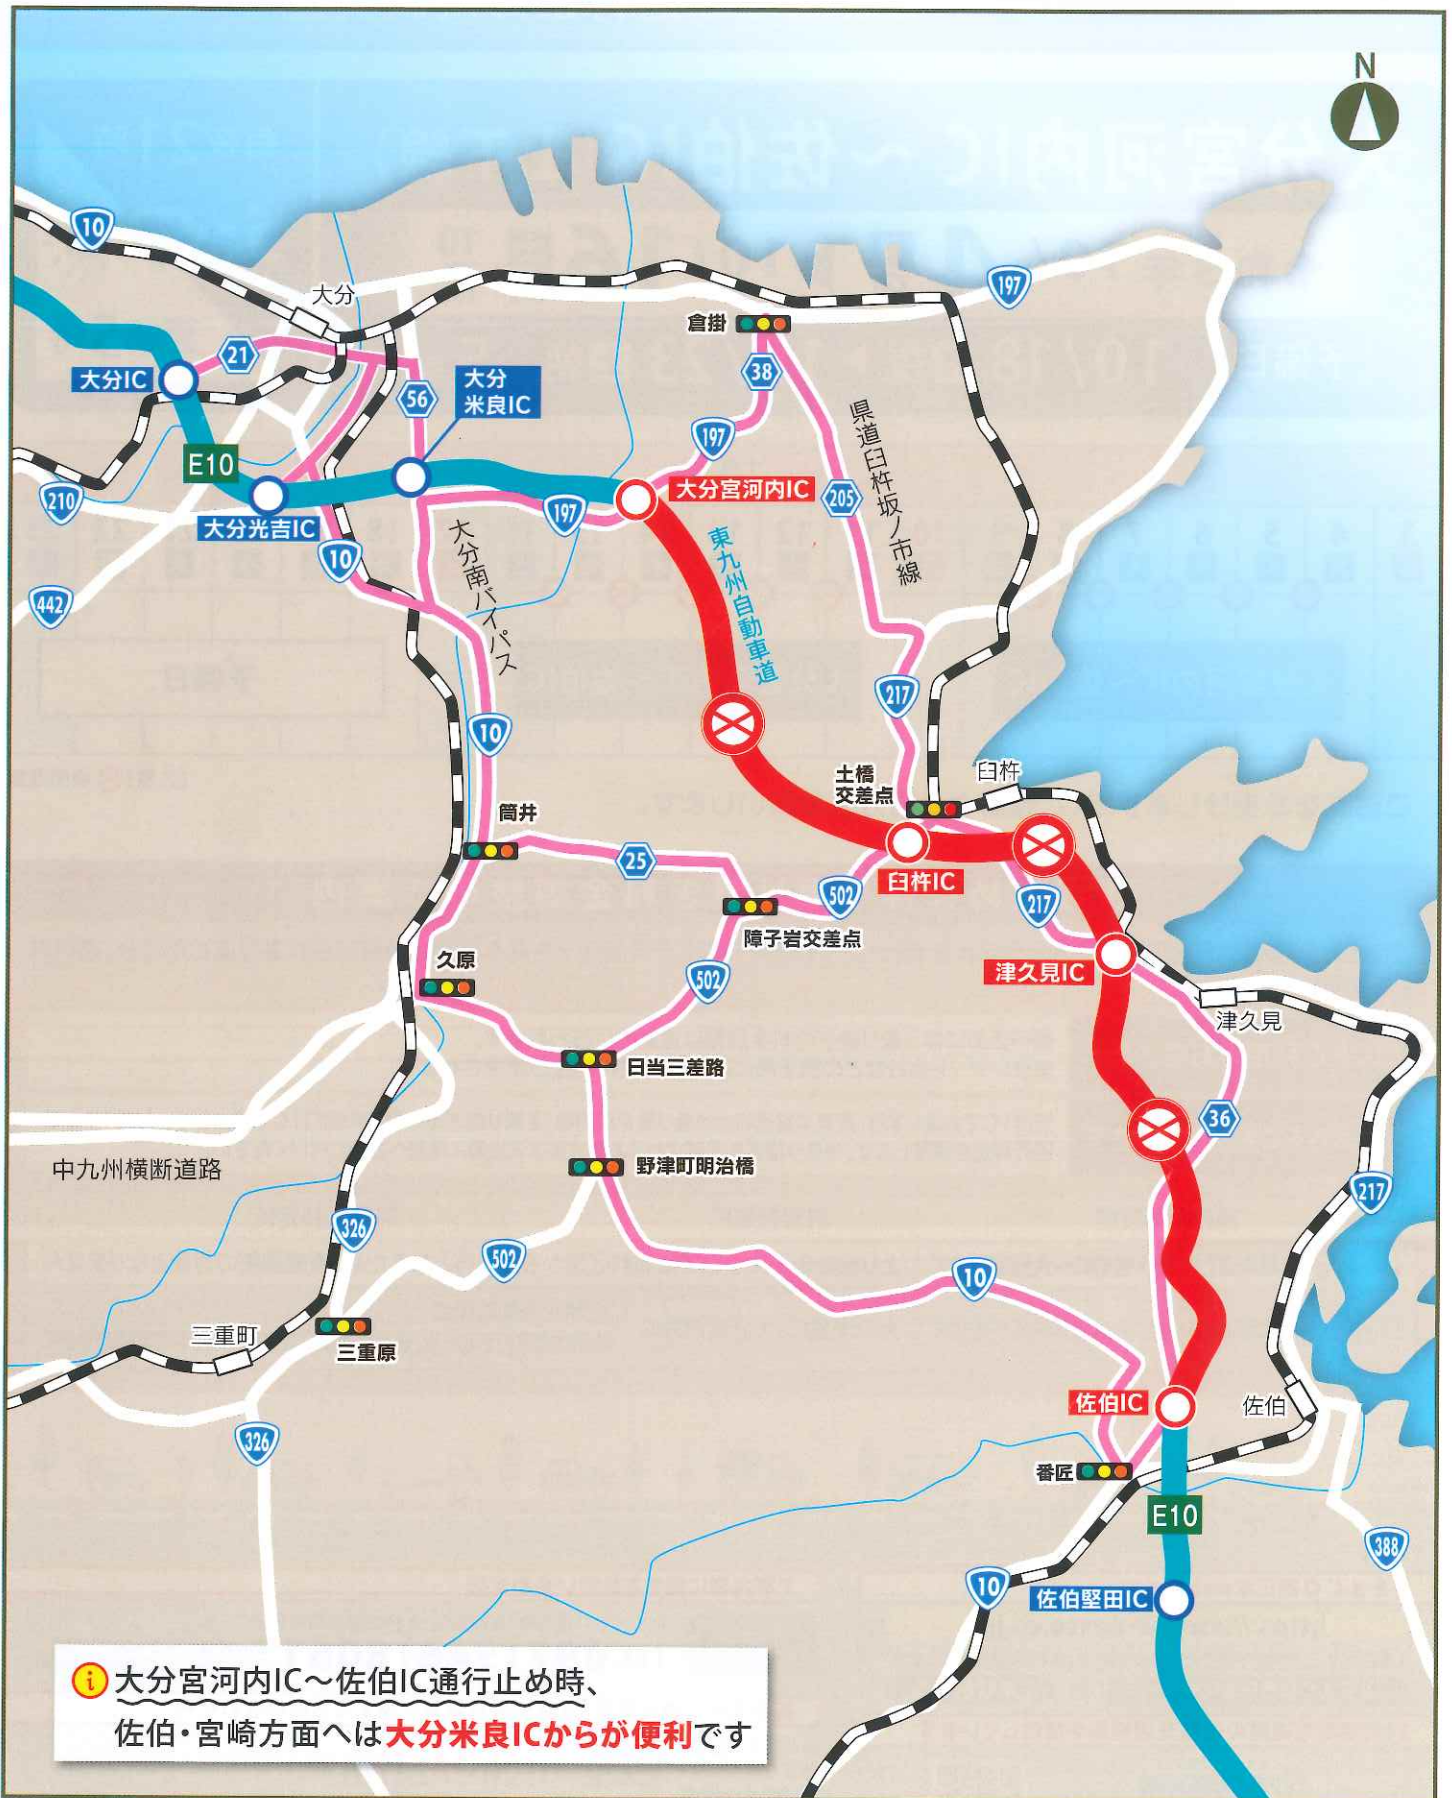 N
10
大分
197
倉掛
21
大分IC
38
56
大分
米良IC
県道臼杵坂ノ市線
197
E10
210
大分光吉IC
大分宮河内IC
205
197
大分南バイパス
東九州自動車道
10
442
217
10
土橋
交差点
臼杵
筒井
25
臼杵IC
502
217
障子岩交差点
久原
津久見IC
502
津久見
日当三差路
36
中九州横断道路
野津町明治橋
217
326
502
10
三重町
三重原
佐伯IC
佐伯
326
番匠
E10
388
10
佐伯堅田IC
i 大分宮河内IC～佐伯IC通行止め時、
佐伯・宮崎方面へは大分米良ICからが便利です